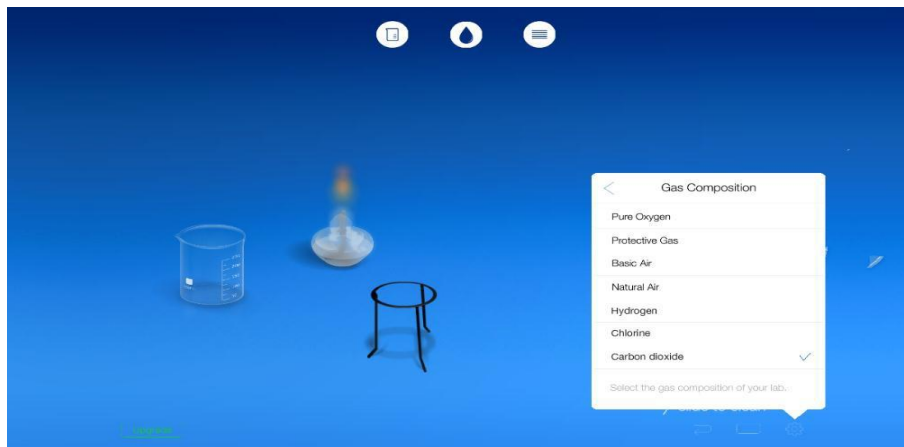 Gas Composition
Pure Oxygen
Protective Gas
Basic Air
Natural Air
Hydrogen
Chlorine
Carbon dioxide
Select the gas composition of your lab.